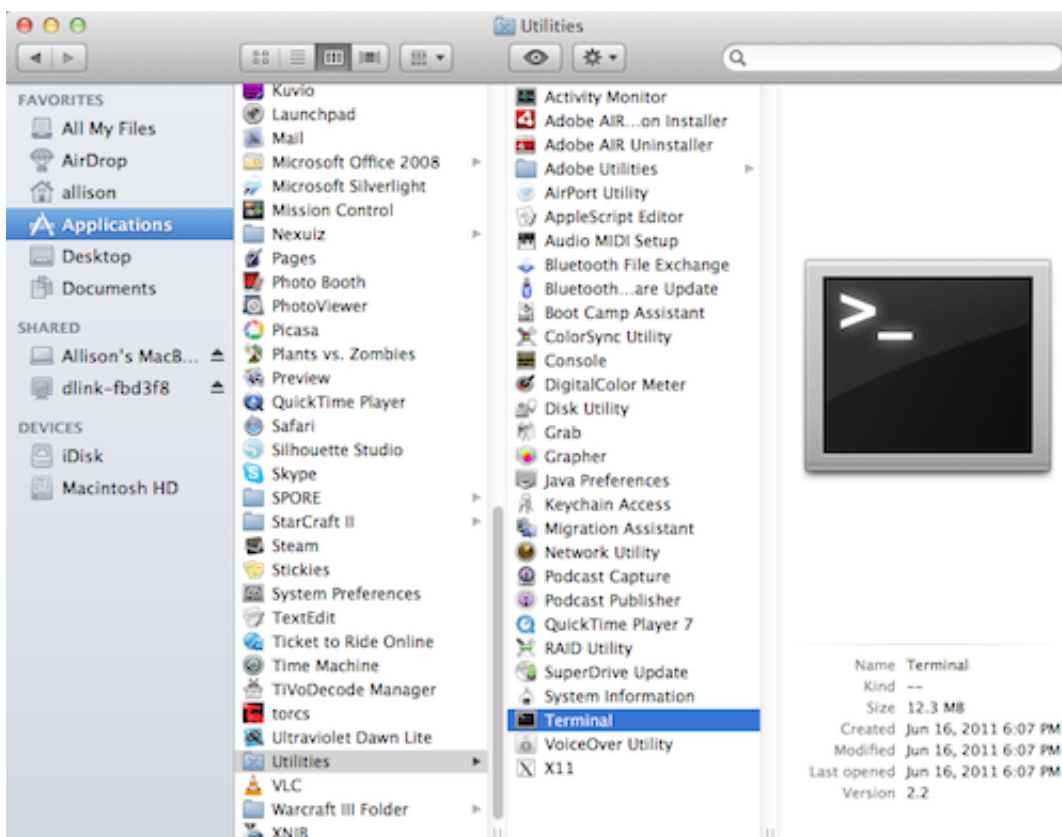 Utilities
FAVORITES
All My Files
AirDrop
allison
Applications
Desktop
Documents
SHARED
Allison's MacB...
dlink-fbd3f8
DEVICES
iDisk
Macintosh HD
Kuvio
Launchpad
Mail
Microsoft Office 2008
Microsoft Silverlight
Mission Control
Nexuiz
Pages
Photo Booth
PhotoViewer
Picasa
Plants vs. Zombies
Preview
QuickTime Player
Safari
Silhouette Studio
Skype
SPORE
StarCraft II
Steam
Stickies
System Preferences
TextEdit
Ticket to Ride Online
Time Machine
TiVoDecode Manager
torcs
Ultraviolet Dawn Lite
Utilities
VLC
Warcraft III Folder
XNIB
Activity Monitor
Adobe AIR...on Installer
Adobe AIR Uninstaller
Adobe Utilities
AirPort Utility
AppleScript Editor
Audio MIDI Setup
Bluetooth File Exchange
Bluetooth...are Update
Boot Camp Assistant
ColorSync Utility
Console
DigitalColor Meter
Disk Utility
Grab
Grapher
Java Preferences
Keychain Access
Migration Assistant
Network Utility
Podcast Capture
Podcast Publisher
QuickTime Player 7
RAID Utility
SuperDrive Update
System Information
Terminal
VoiceOver Utility
X11
>_
Name Terminal
Kind --
Size 12.3 MB
Created Jun 16, 2011 6:07 PM
Modified Jun 16, 2011 6:07 PM
Last opened Jun 16, 2011 6:07 PM
Version 2.2